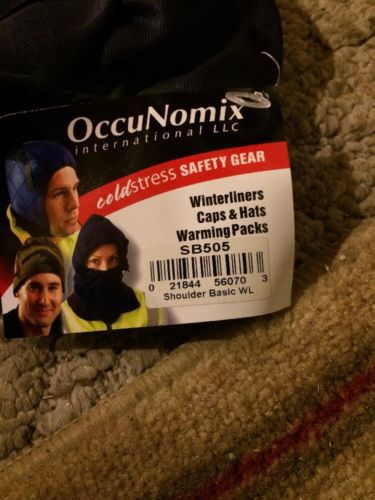 OccuNomix
international LLC
coldstress SAFETY GEAR
Winterliners
Caps & Hats
Warming Packs
SB505
0 21844 56070 3
Shoulder Basic WL